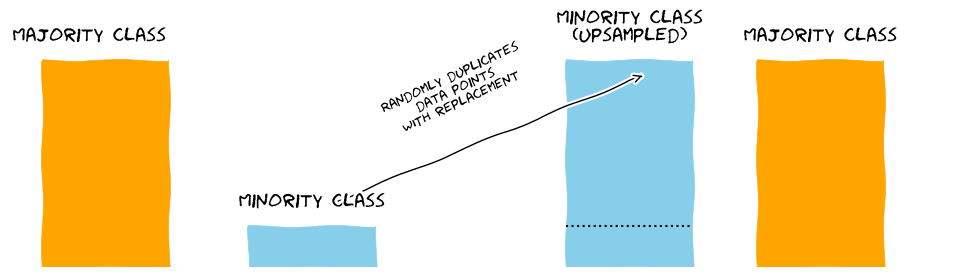 MAJORITY CLASS
MINORITY CLASS
RANDOMLY DUPLICATES
DATA POINTS
WITH REPLACEMENT
MINORITY CLASS
(UPSAMPLED)
MAJORITY CLASS